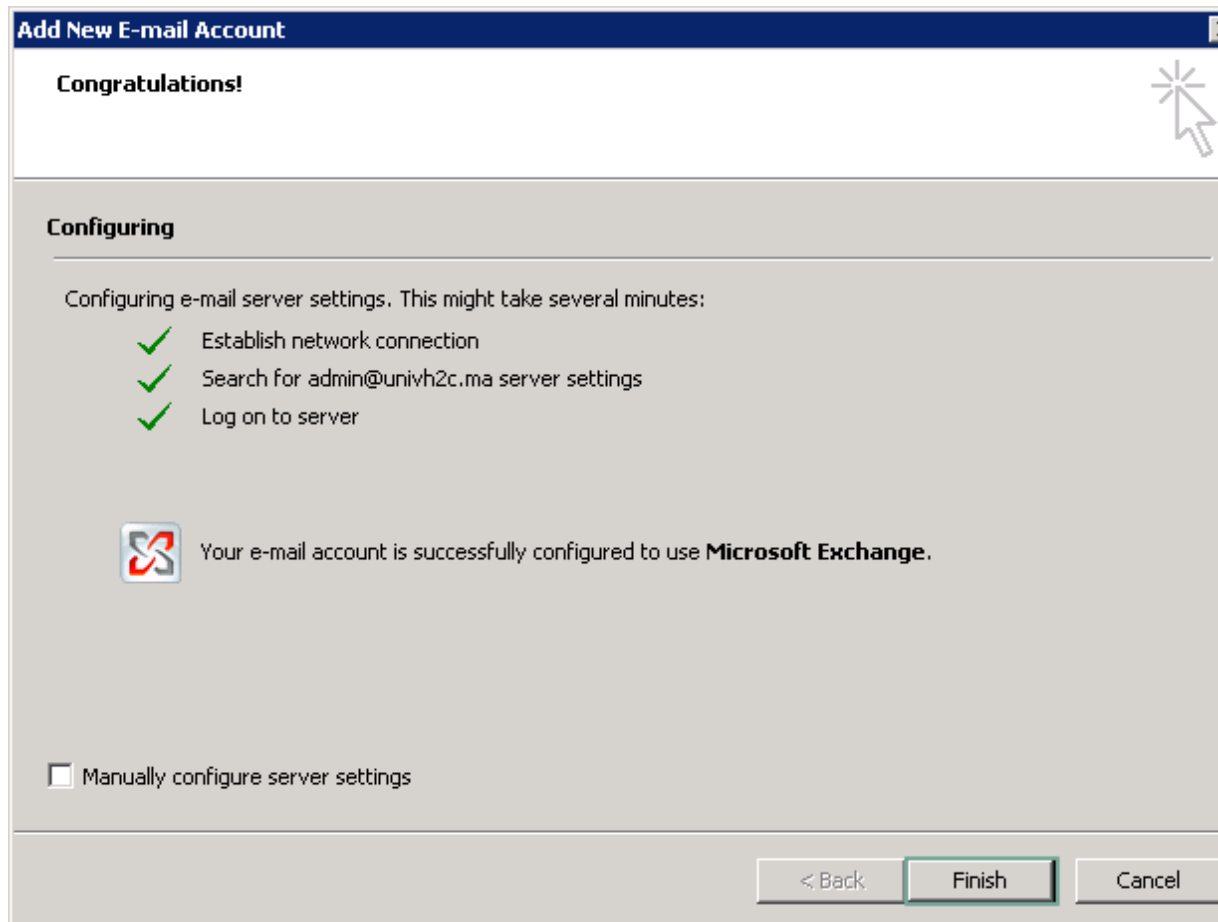 Add New E-mail Account
Congratulations!
Configuring
Configuring e-mail server settings. This might take several minutes:
Establish network connection
Search for admin@univh2c.ma server settings
Log on to server
Your e-mail account is successfully configured to use Microsoft Exchange.
Manually configure server settings
< Back
Finish
Cancel